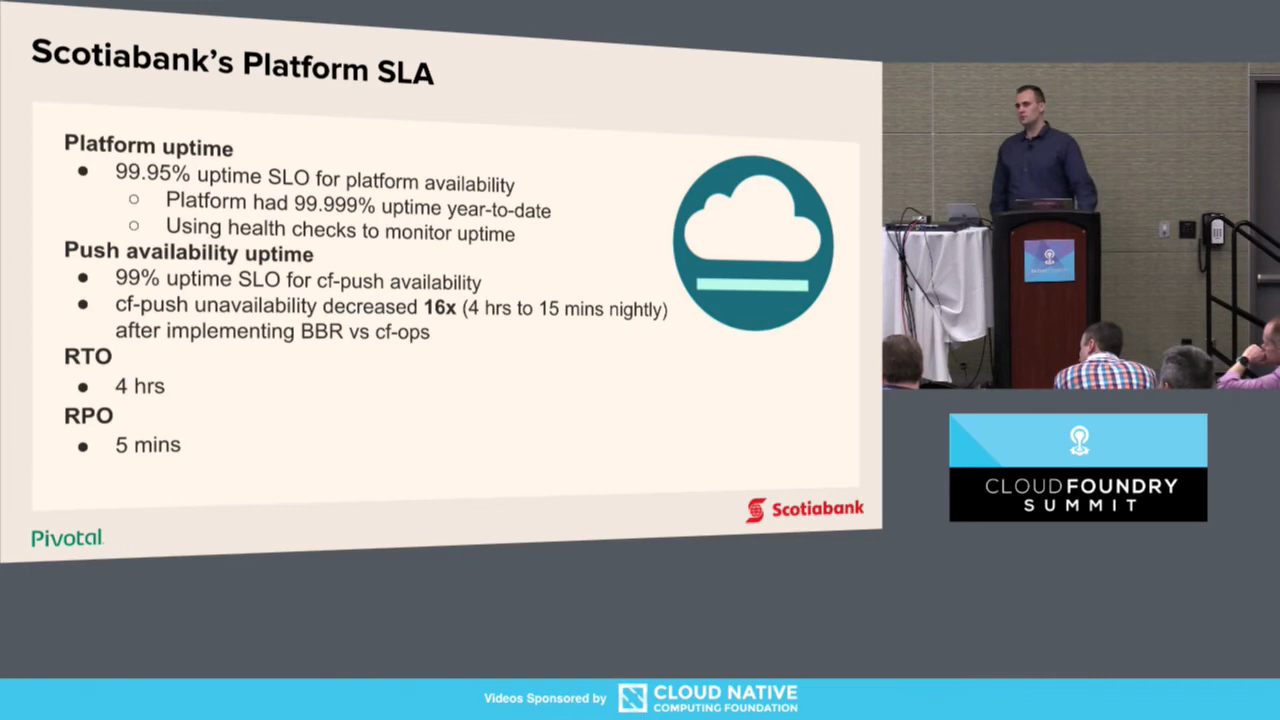 Scotiabank's Platform SLA
Platform uptime
● 99.95% uptime SLO for platform availability
○ Platform had 99.999% uptime year-to-date
○ Using health checks to monitor uptime
Push availability uptime
● 99% uptime SLO for cf-push availability
● cf-push unavailability decreased 16x (4 hrs to 15 mins nightly)
after implementing BBR vs cf-ops
RTO
● 4 hrs
RPO
● 5 mins
Scotiabank
Pivotal
CLOUD FOUNDRY
SUMMIT
Videos Sponsored by
CLOUD NATIVE
COMPUTING FOUNDATION